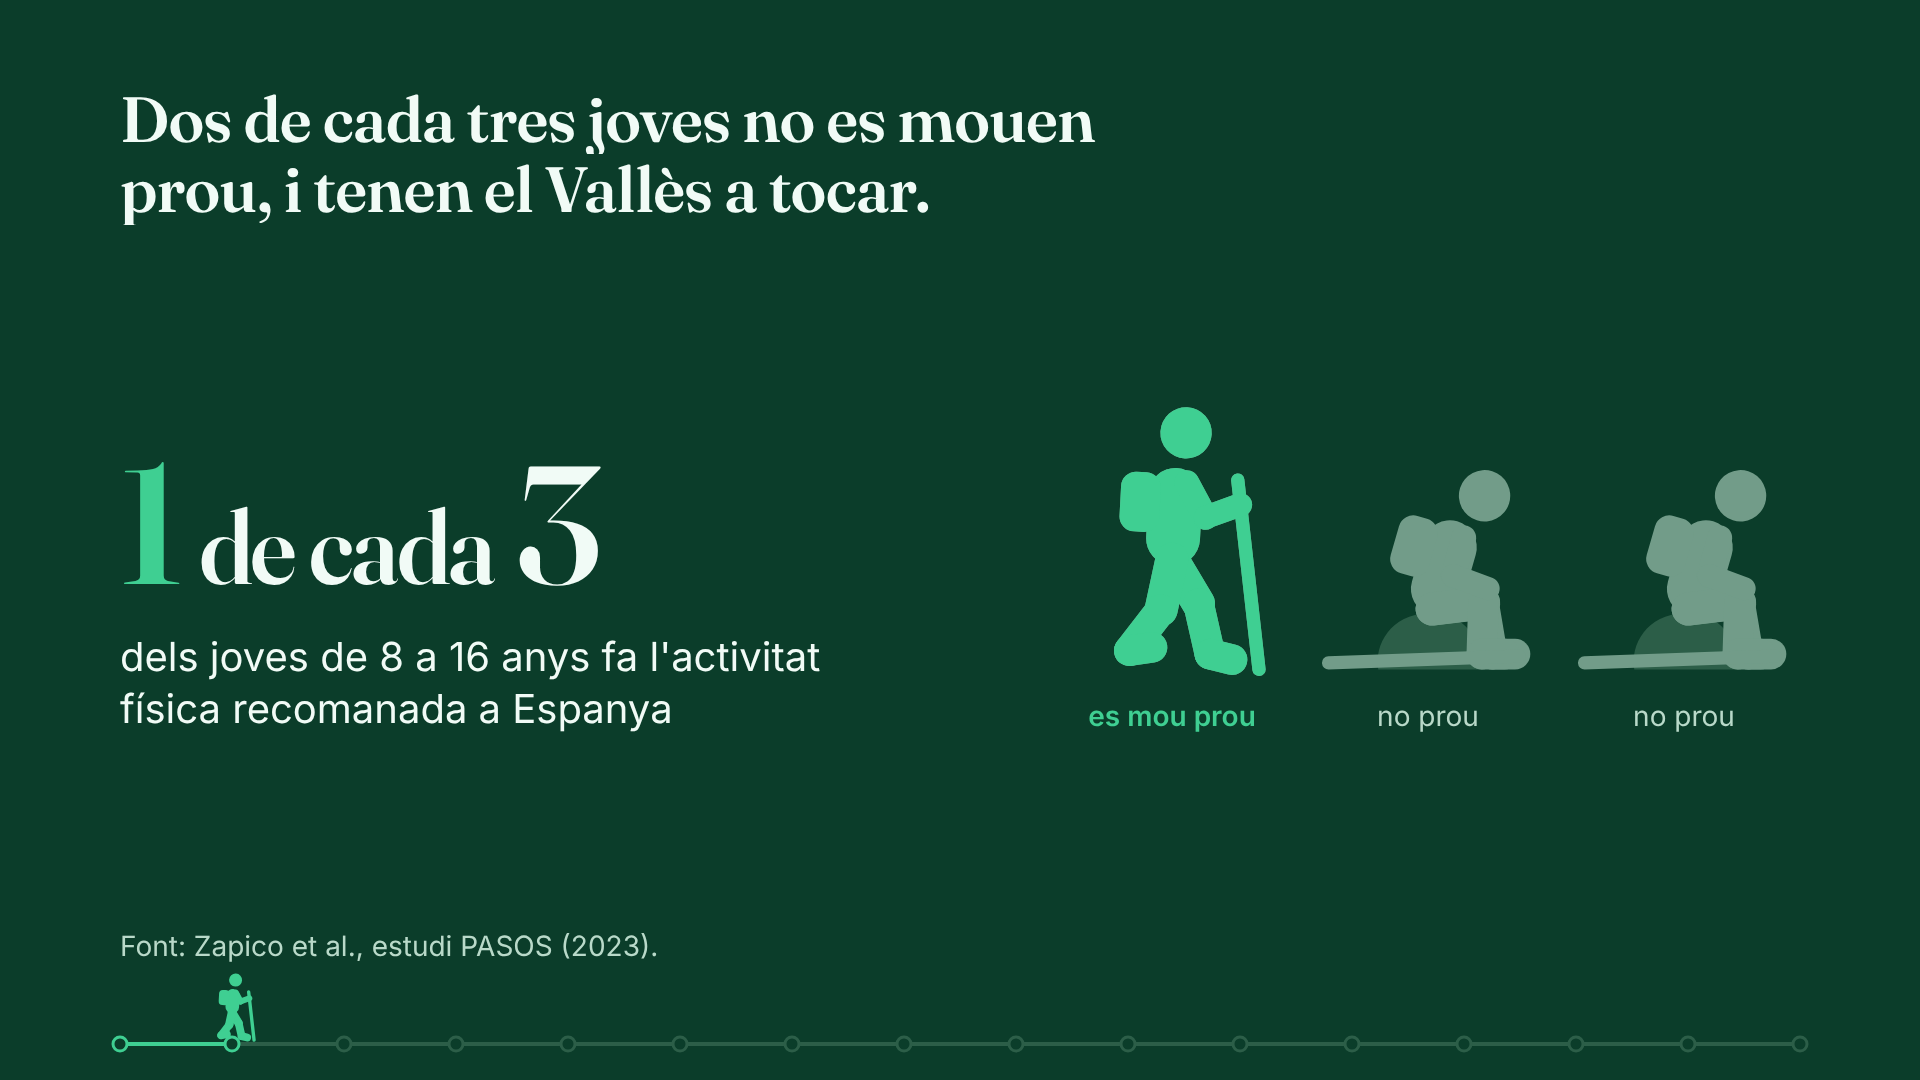 Dos de cada tres joves no es mouen
prou, i tenen el Vallès a tocar.
1 de cada 3
dels joves de 8 a 16 anys fa l'activitat
física recomanada a Espanya
es mou prou
no prou
no prou
Font: Zapico et al., estudi PASOS (2023).